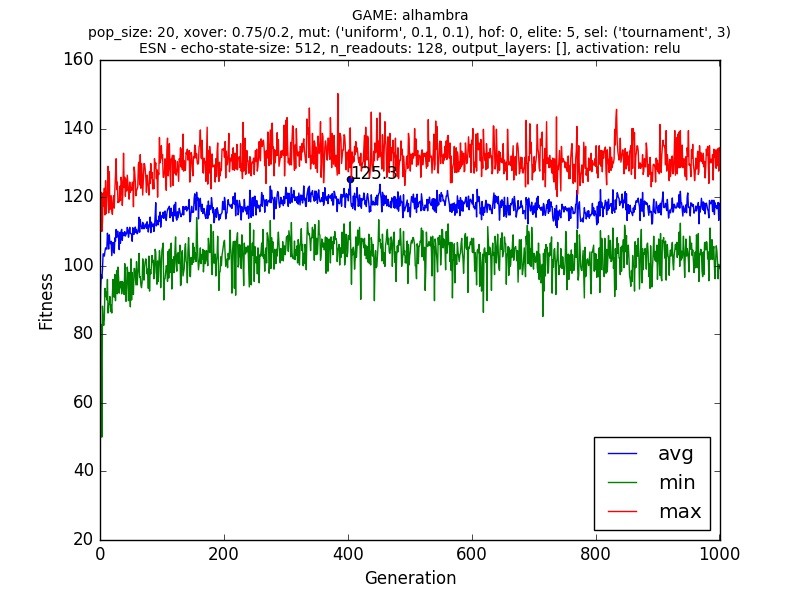 GAME: alhambra
pop_size: 20, xover: 0.75/0.2, mut: ('uniform', 0.1, 0.1), hof: 0, elite: 5, sel: ('tournament', 3)
ESN - echo-state-size: 512, n_readouts: 128, output_layers: [], activation: relu
160
140
120
100
80
60
40
20
Fitness
125.3
avg
min
max
0 200 400 600 800 1000
Generation